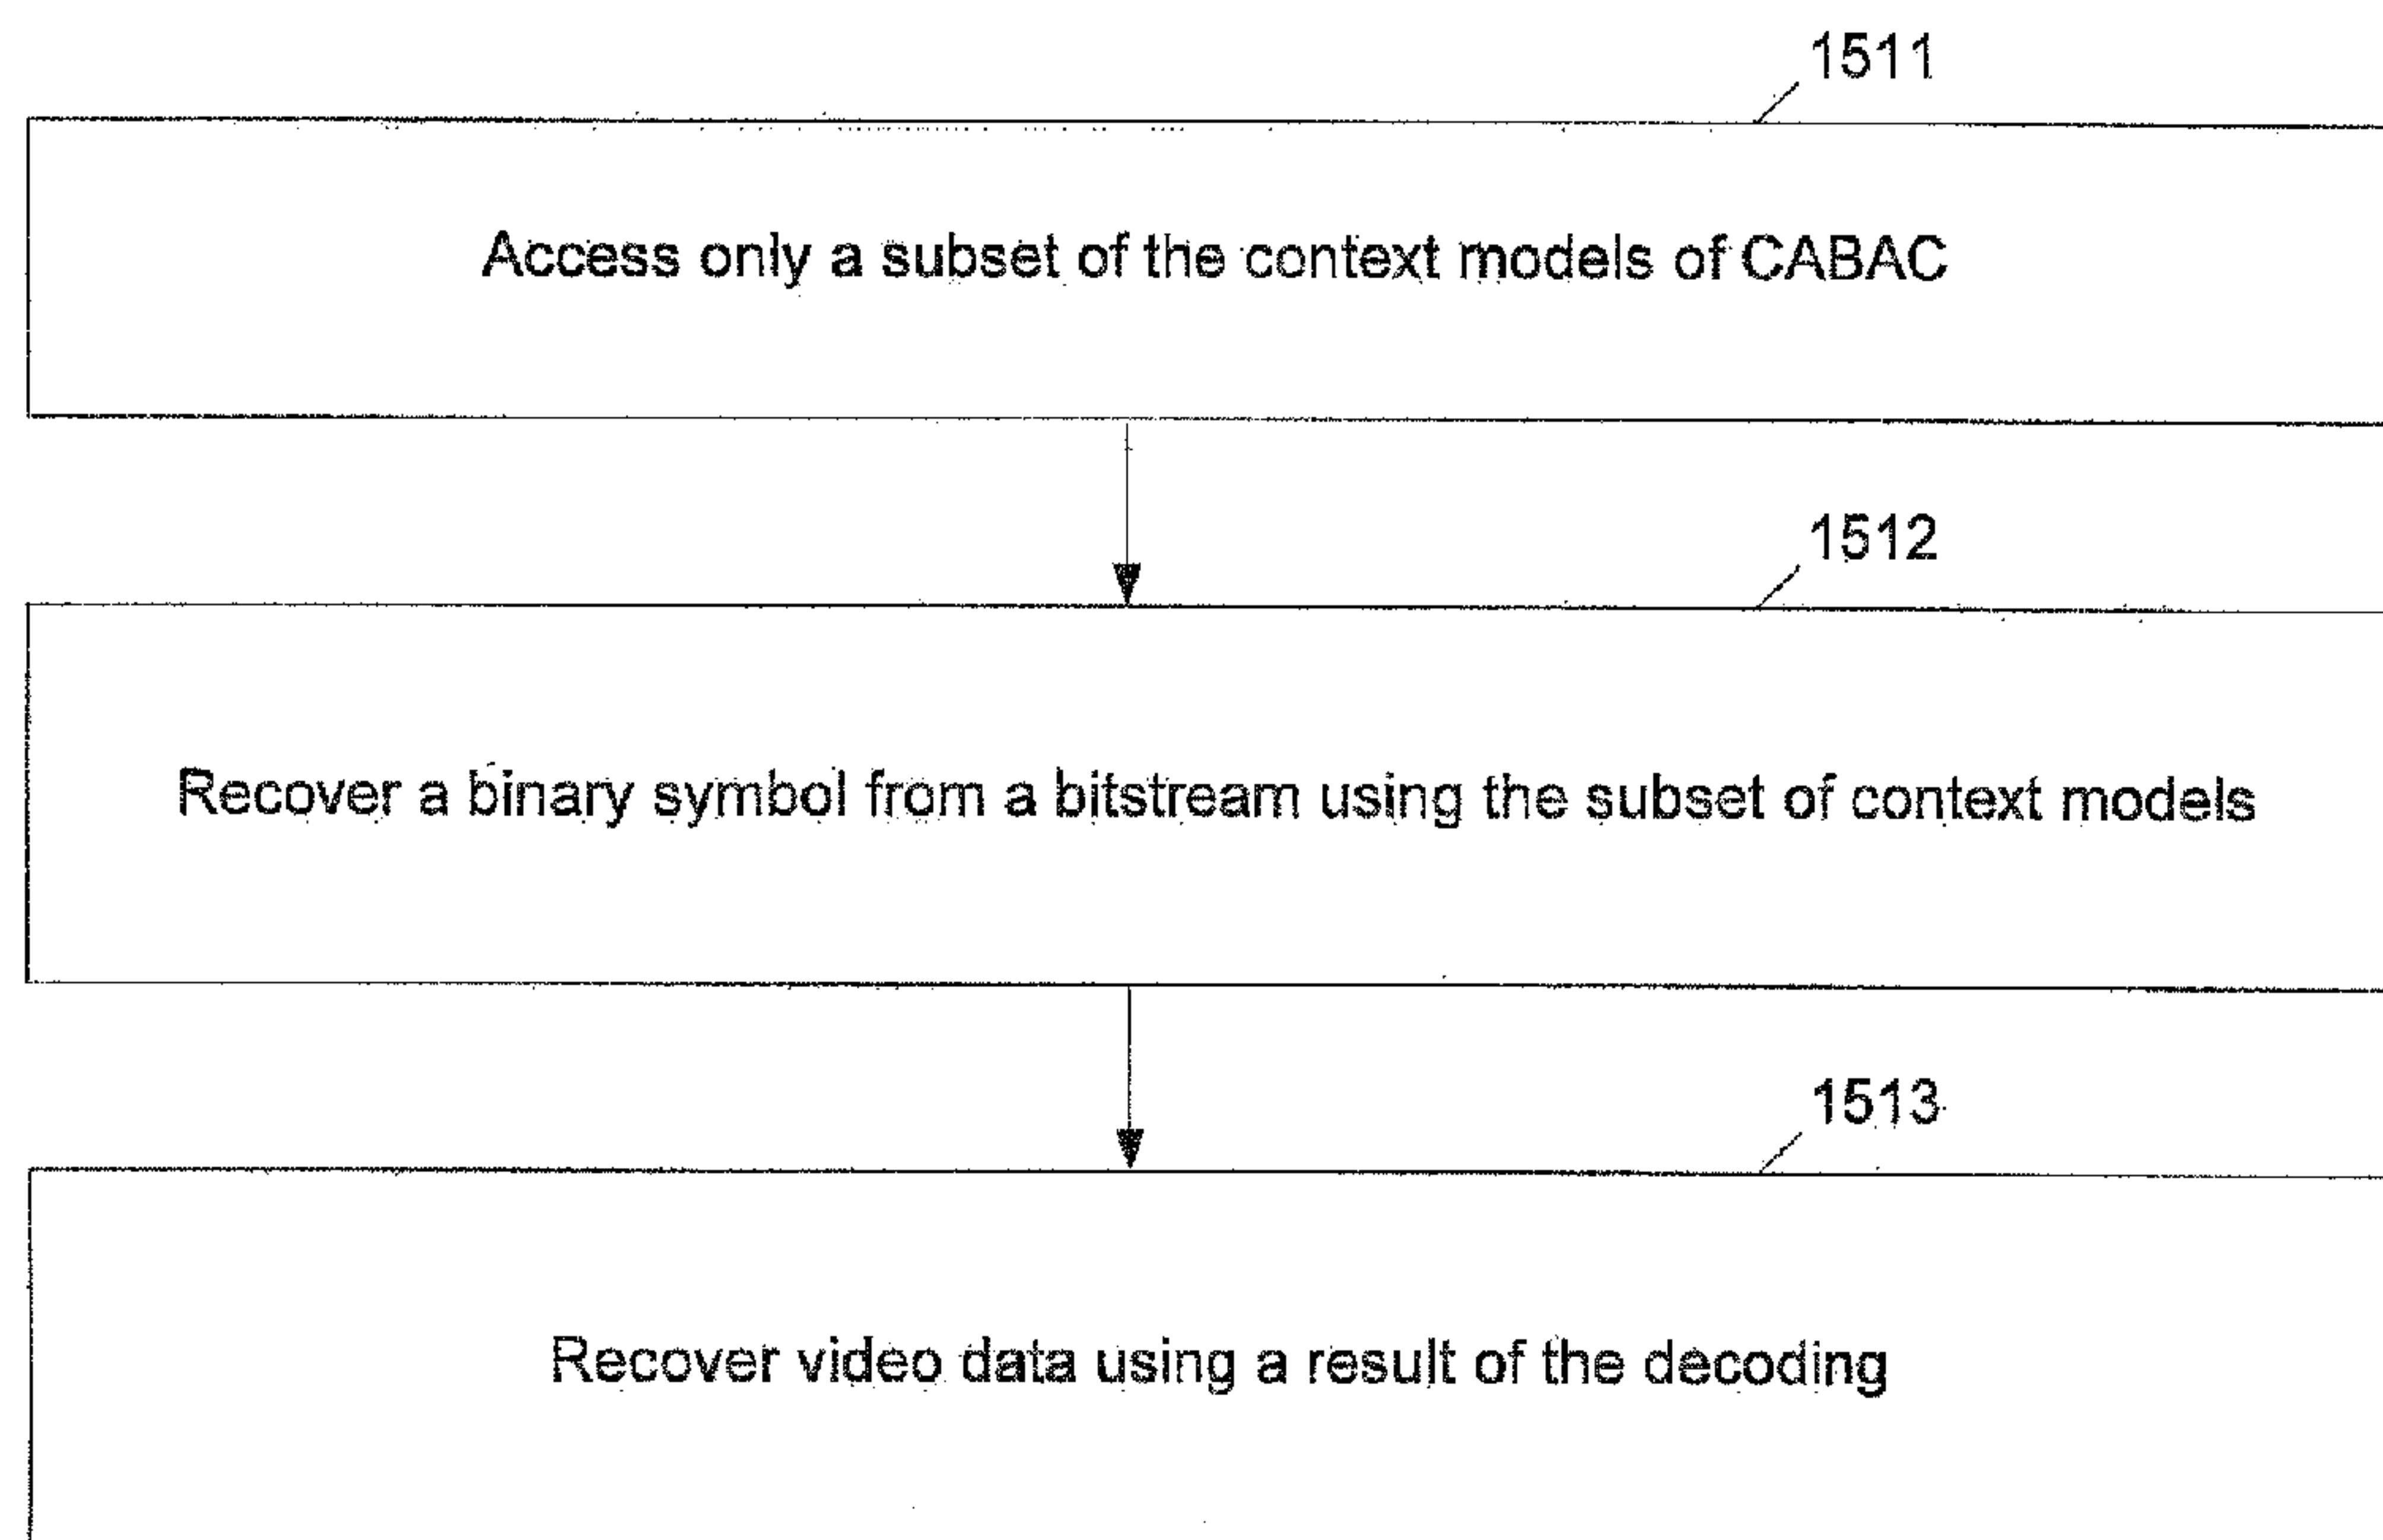 1511
Access only a subset of the context models of CABAC
1512
Recover a binary symbol from a bitstream using the subset of context models
1513
Recover video data using a result of the decoding